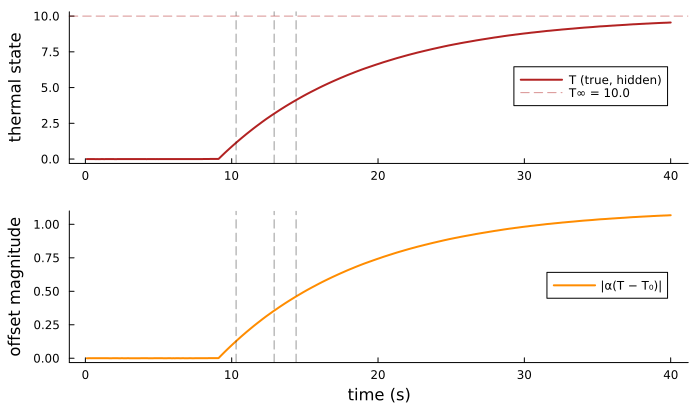 thermal state
10.0
7.5
5.0
2.5
0.0
T (true, hidden)
T∞ = 10.0
0 10 20 30 40
offset magnitude
1.00
0.75
0.50
0.25
0.00
|α(T − T₀)|
0 10 20 30 40
time (s)